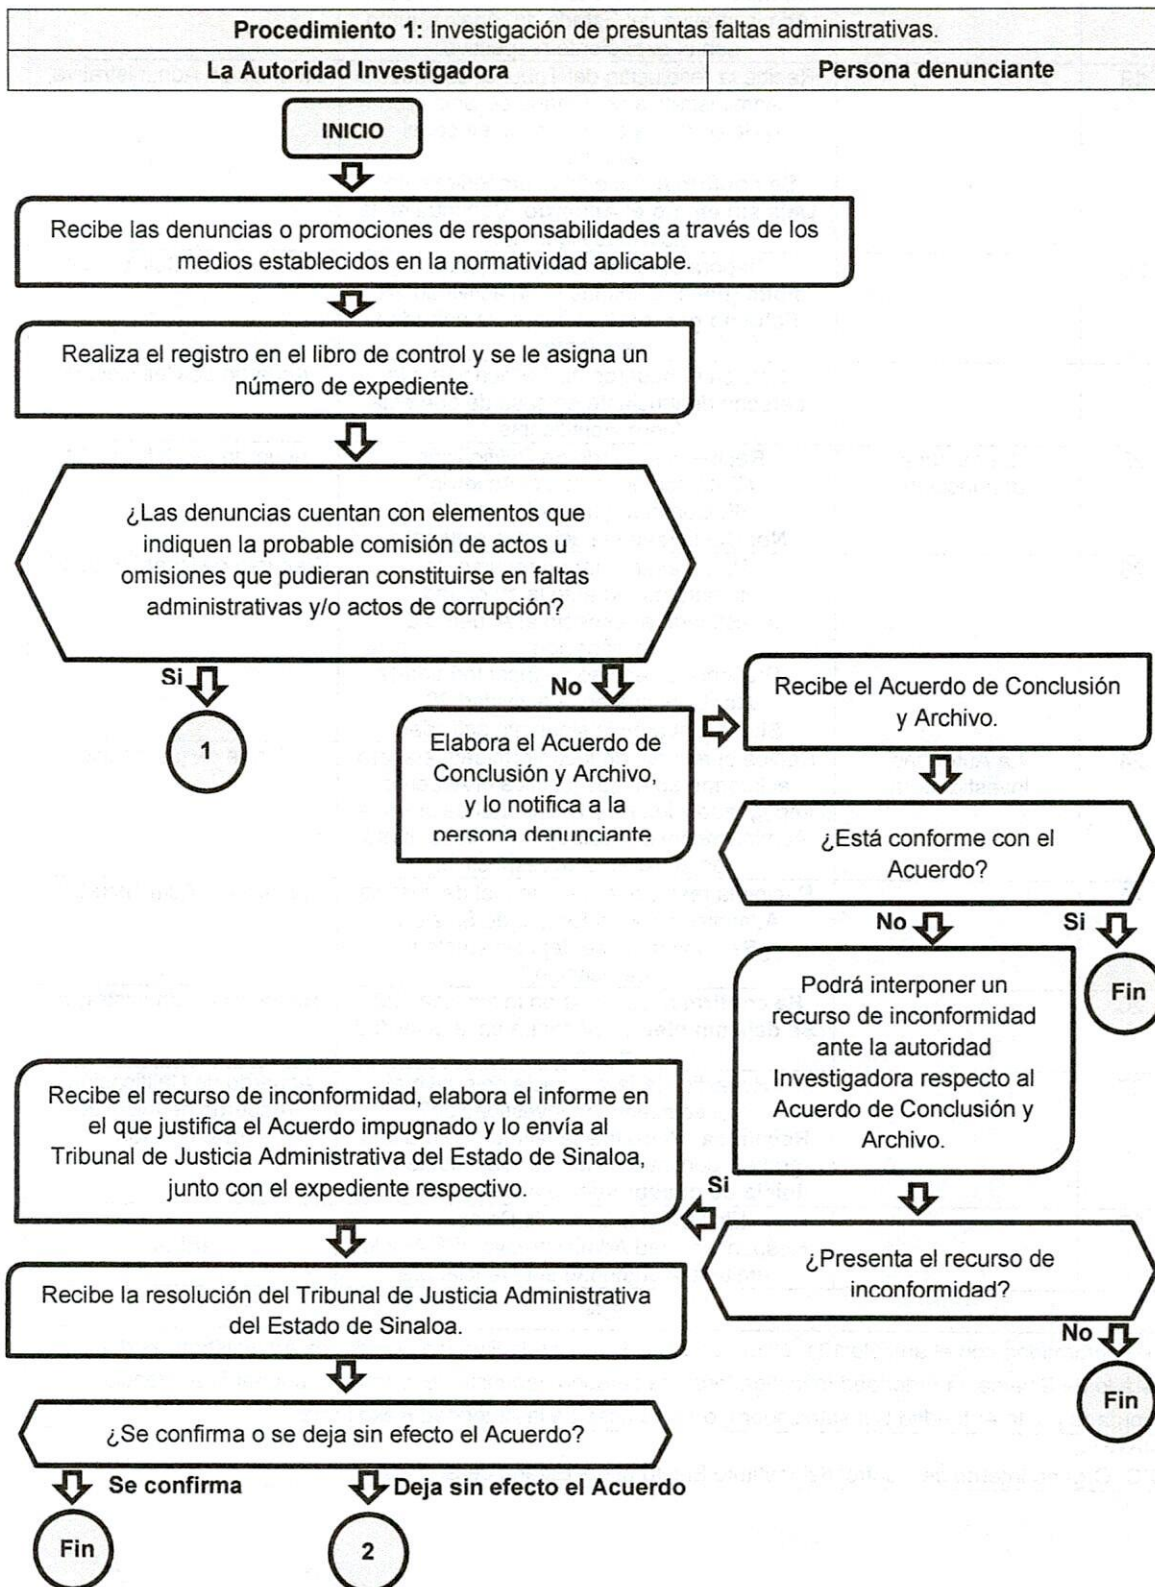 Procedimiento 1: Investigación de presuntas faltas administrativas.
La Autoridad Investigadora
Persona denunciante
INICIO
Recibe las denuncias o promociones de responsabilidades a través de los
medios establecidos en la normatividad aplicable.
Realiza el registro en el libro de control y se le asigna un
número de expediente.
¿Las denuncias cuentan con elementos que
indiquen la probable comisión de actos u
omisiones que pudieran constituirse en faltas
administrativas y/o actos de corrupción?
Si
No
1
Elabora el Acuerdo de
Conclusión y Archivo,
y lo notifica a la
persona denunciante
Recibe el Acuerdo de Conclusión
y Archivo.
¿Está conforme con el
Acuerdo?
No
Si
Fin
Podrá interponer un
recurso de inconformidad
ante la autoridad
Investigadora respecto al
Acuerdo de Conclusión y
Archivo.
¿Presenta el recurso de
inconformidad?
Si
No
Fin
Recibe el recurso de inconformidad, elabora el informe en
el que justifica el Acuerdo impugnado y lo envía al
Tribunal de Justicia Administrativa del Estado de Sinaloa,
junto con el expediente respectivo.
Recibe la resolución del Tribunal de Justicia Administrativa
del Estado de Sinaloa.
¿Se confirma o se deja sin efecto el Acuerdo?
Se confirma
Deja sin efecto el Acuerdo
Fin
2